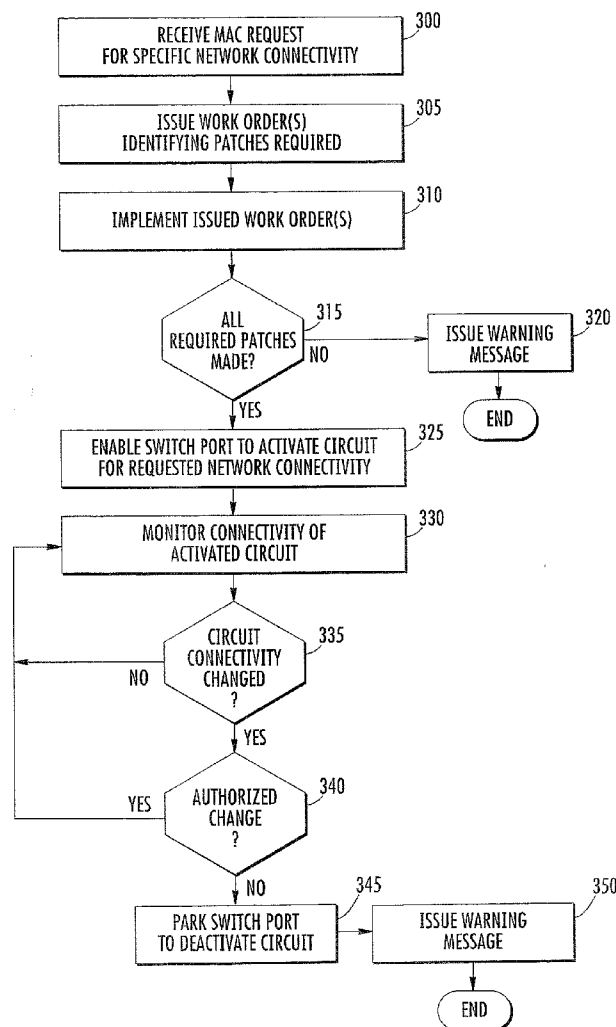 RECEIVE MAC REQUEST
FOR SPECIFIC NETWORK CONNECTIVITY
300
ISSUE WORK ORDER(S)
IDENTIFYING PATCHES REQUIRED
305
IMPLEMENT ISSUED WORK ORDER(S)
310
ALL
REQUIRED PATCHES
MADE?
315
NO
ISSUE WARNING
MESSAGE
320
END
YES
ENABLE SWITCH PORT TO ACTIVATE CIRCUIT
FOR REQUESTED NETWORK CONNECTIVITY
325
MONITOR CONNECTIVITY OF
ACTIVATED CIRCUIT
330
CIRCUIT
CONNECTIVITY
CHANGED
?
335
NO
YES
AUTHORIZED
CHANGE
?
340
YES
NO
PARK SWITCH PORT
TO DEACTIVATE CIRCUIT
345
ISSUE WARNING
MESSAGE
350
END